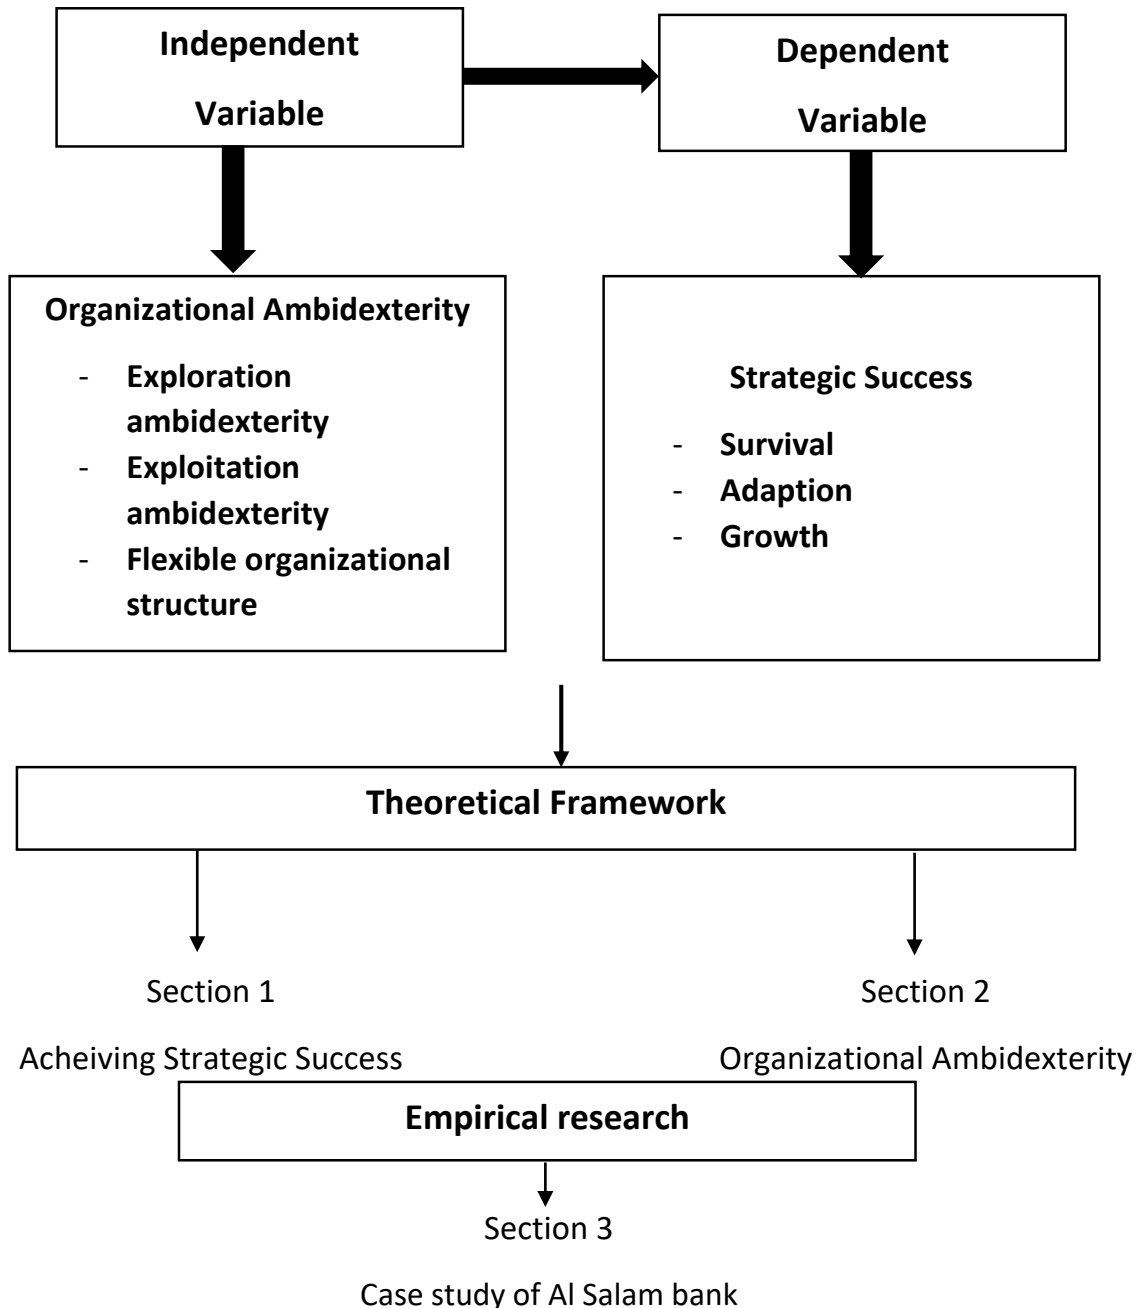 Independent
Variable
Dependent
Variable
Organizational Ambidexterity
- Exploration
ambidexterity
- Exploitation
ambidexterity
- Flexible organizational
structure
Strategic Success
- Survival
- Adaption
- Growth
Theoretical Framework
Section 1
Acheiving Strategic Success
Section 2
Organizational Ambidexterity
Empirical research
Section 3
Case study of Al Salam bank